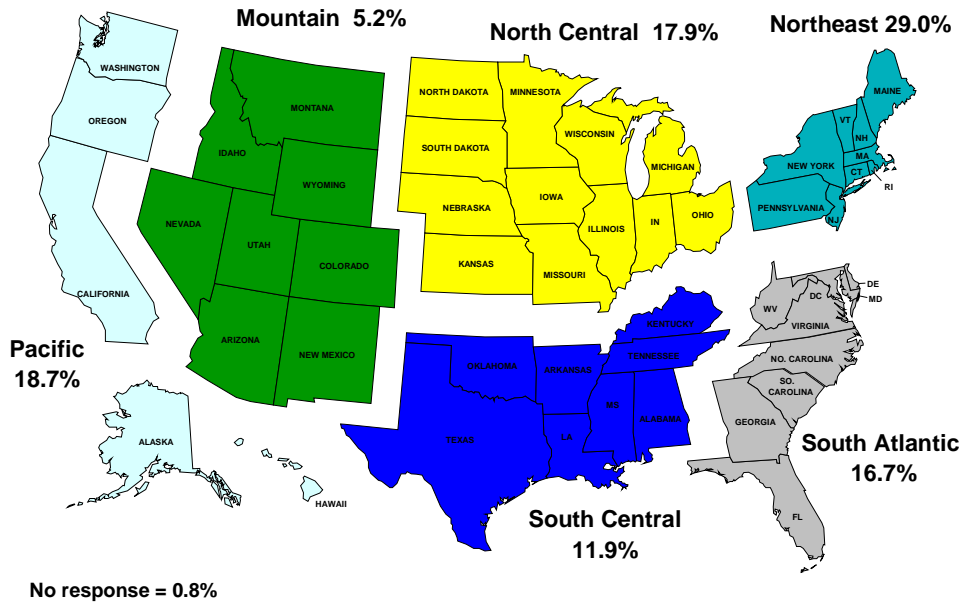 Mountain 5.2%
North Central 17.9%
Northeast 29.0%
WASHINGTON
OREGON
CALIFORNIA
Pacific
18.7%
ALASKA
HAWAII
MONTANA
IDAHO
WYOMING
NEVADA
UTAH
COLORADO
ARIZONA
NEW MEXICO
NORTH DAKOTA
MINNESOTA
SOUTH DAKOTA
WISCONSIN
MICHIGAN
NEBRASKA
IOWA
ILLINOIS
IN
OHIO
KANSAS
MISSOURI
MAINE
VT
NH
NEW YORK
MA
CT
RI
PENNSYLVANIA
NJ
KENTUCKY
TENNESSEE
OKLAHOMA
ARKANSAS
MS
ALABAMA
TEXAS
LA
South Central
11.9%
DE
MD
DC
WV
VIRGINIA
NO. CAROLINA
SO.
CAROLINA
GEORGIA
FL
South Atlantic
16.7%
No response = 0.8%